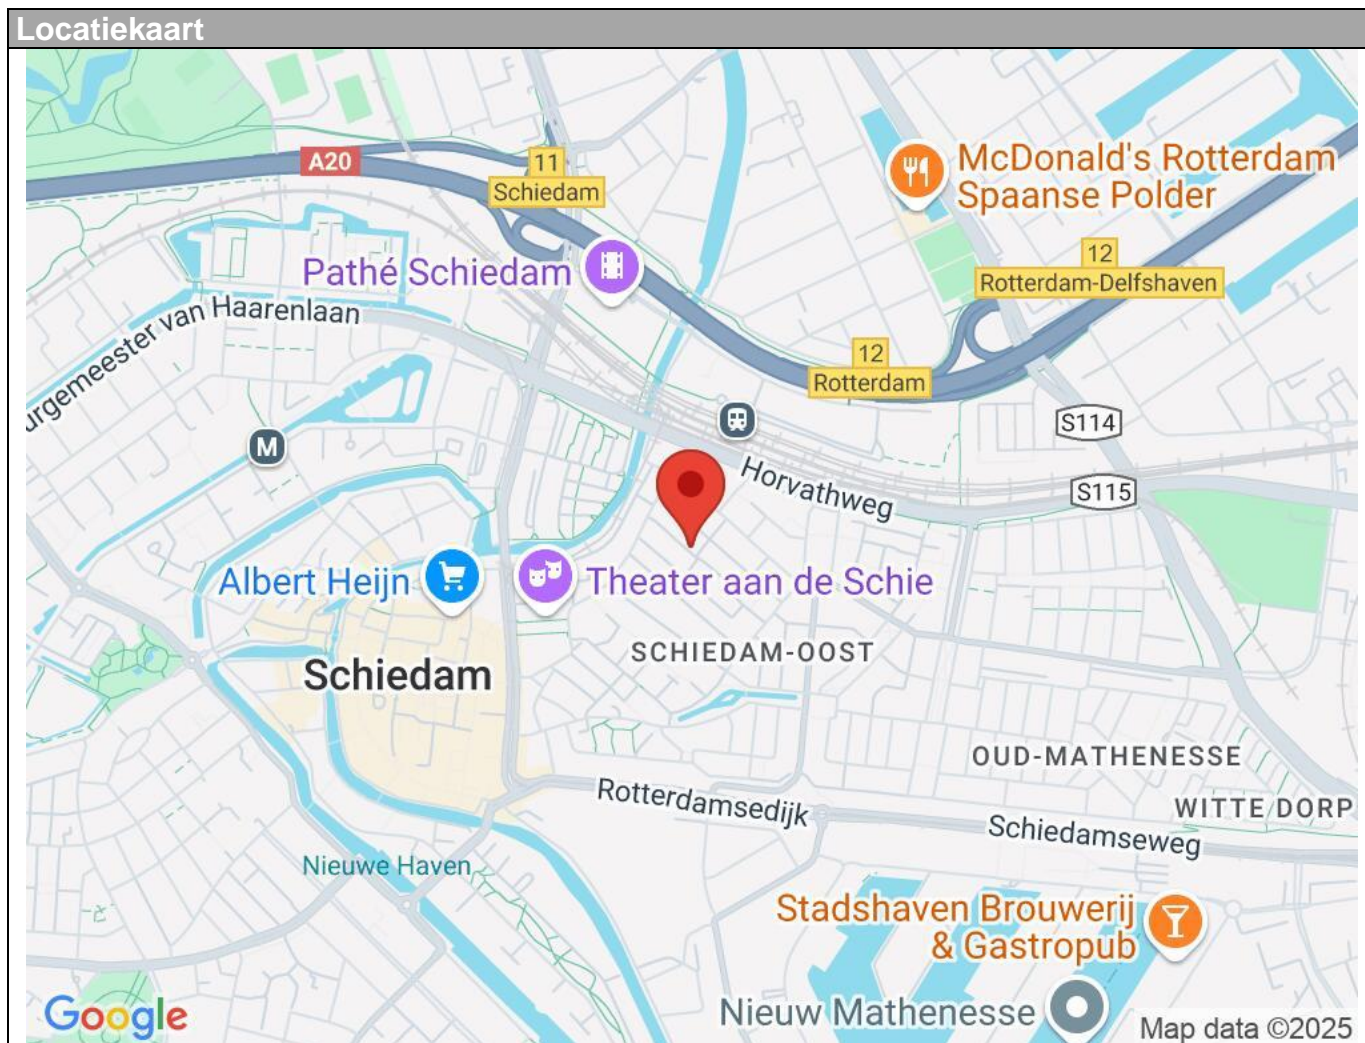 Locatiekaart
A20
11
Schiedam
McDonald's Rotterdam
Spaanse Polder
12
Rotterdam-Delfshaven
Pathé Schiedam
urgemeester van Haarenlaan
12
Rotterdam
S114
M
Horvathweg
S115
Albert Heijn
Theater aan de Schie
SCHIEDAM-OOST
Schiedam
OUD-MATHENESSE
Rotterdamsedijk
WITTE DORP
Schiedamseweg
Nieuwe Haven
Stadshaven Brouwerij
& Gastropub
Nieuw Mathenesse
Google
Map data ©2025